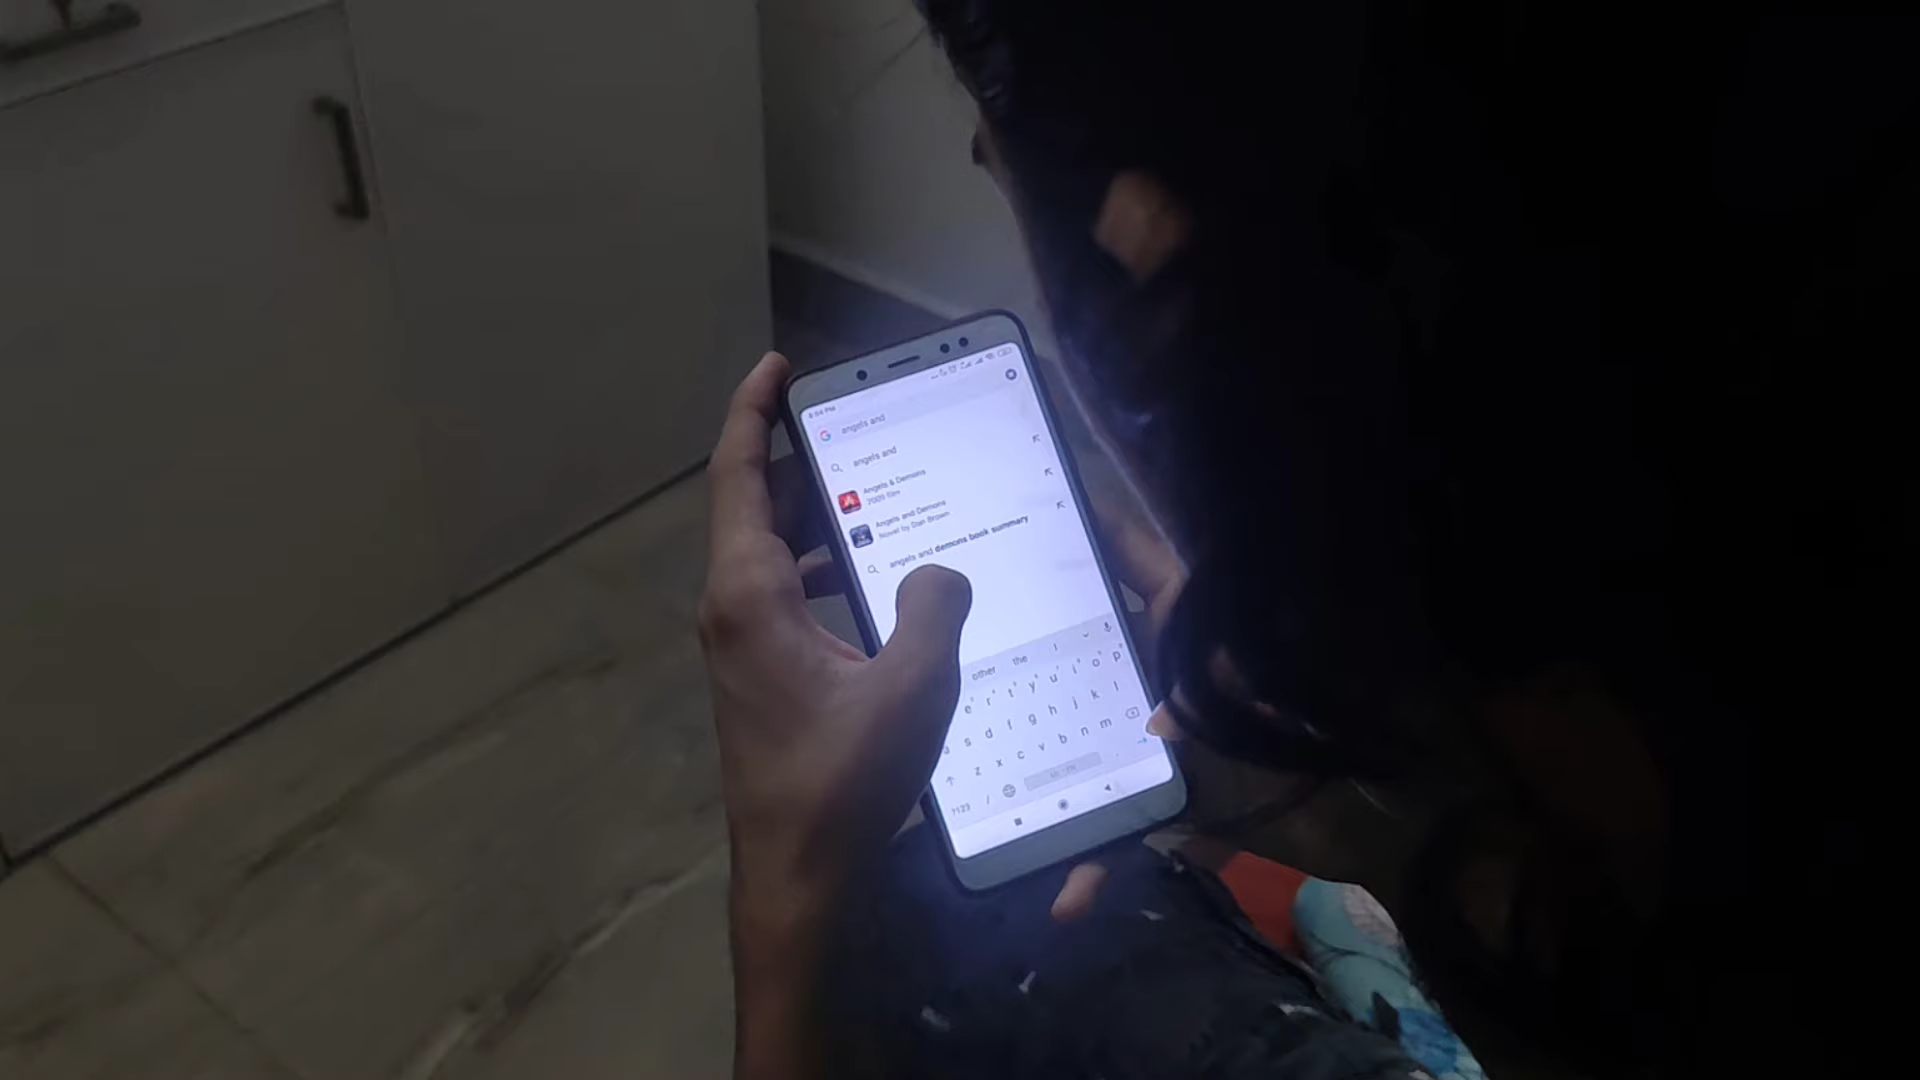 angels and
angels and
Angels & Demons
2009 film
Angels and Demons
Novel by Dan Brown
angels and demons book summary
other the I
e r t y u i o p
a s d f g h j k l
z x c v b n m
?123 /